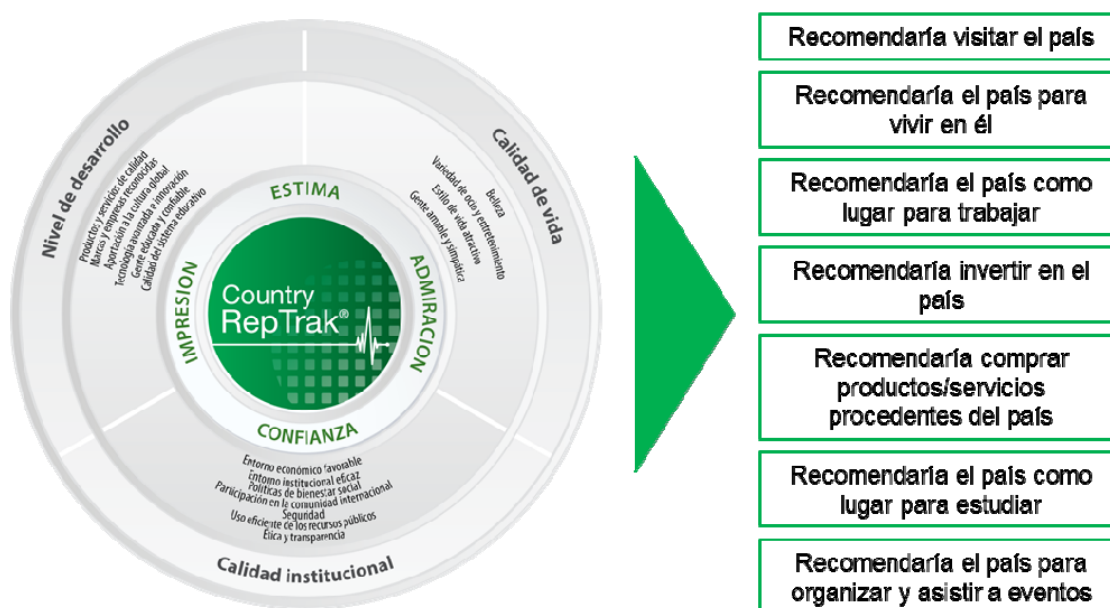 Nivel de desarrollo
Productos y servicios de calidad
Marcas y empresas reconocidas
Aportación a la cultura global
Tecnología avanzada e innovación
Gente educada y confiable
Calidad del sistema educativo
Calidad de vida
Belleza
Variedad de ocio y entretenimiento
Estilo de vida atractivo
Gente amable y simpática
ESTIMA
IMPRESION
ADMIRACION
Country
RepTrak®
CONFIANZA
Entorno económico favorable
Entorno institucional eficaz
Políticas de bienestar social
Participación en la comunidad internacional
Seguridad
Uso eficiente de los recursos públicos
Ética y transparencia
Calidad institucional
Recomendaría visitar el país
Recomendaría el país para
vivir en él
Recomendaría el país como
lugar para trabajar
Recomendaría invertir en el
país
Recomendaría comprar
productos/servicios
procedentes del país
Recomendaría el país como
lugar para estudiar
Recomendaría el país para
organizar y asistir a eventos